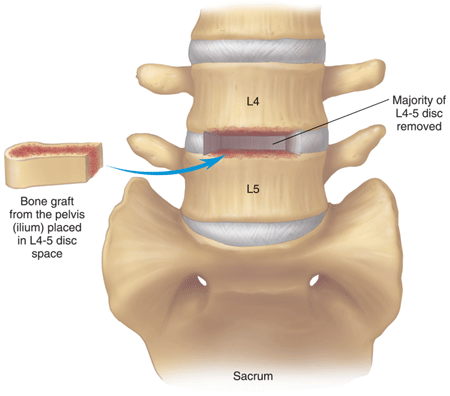 L4
Majority of
L4-5 disc
removed
L5
Bone graft
from the pelvis
(ilium) placed
in L4-5 disc
space
Sacrum